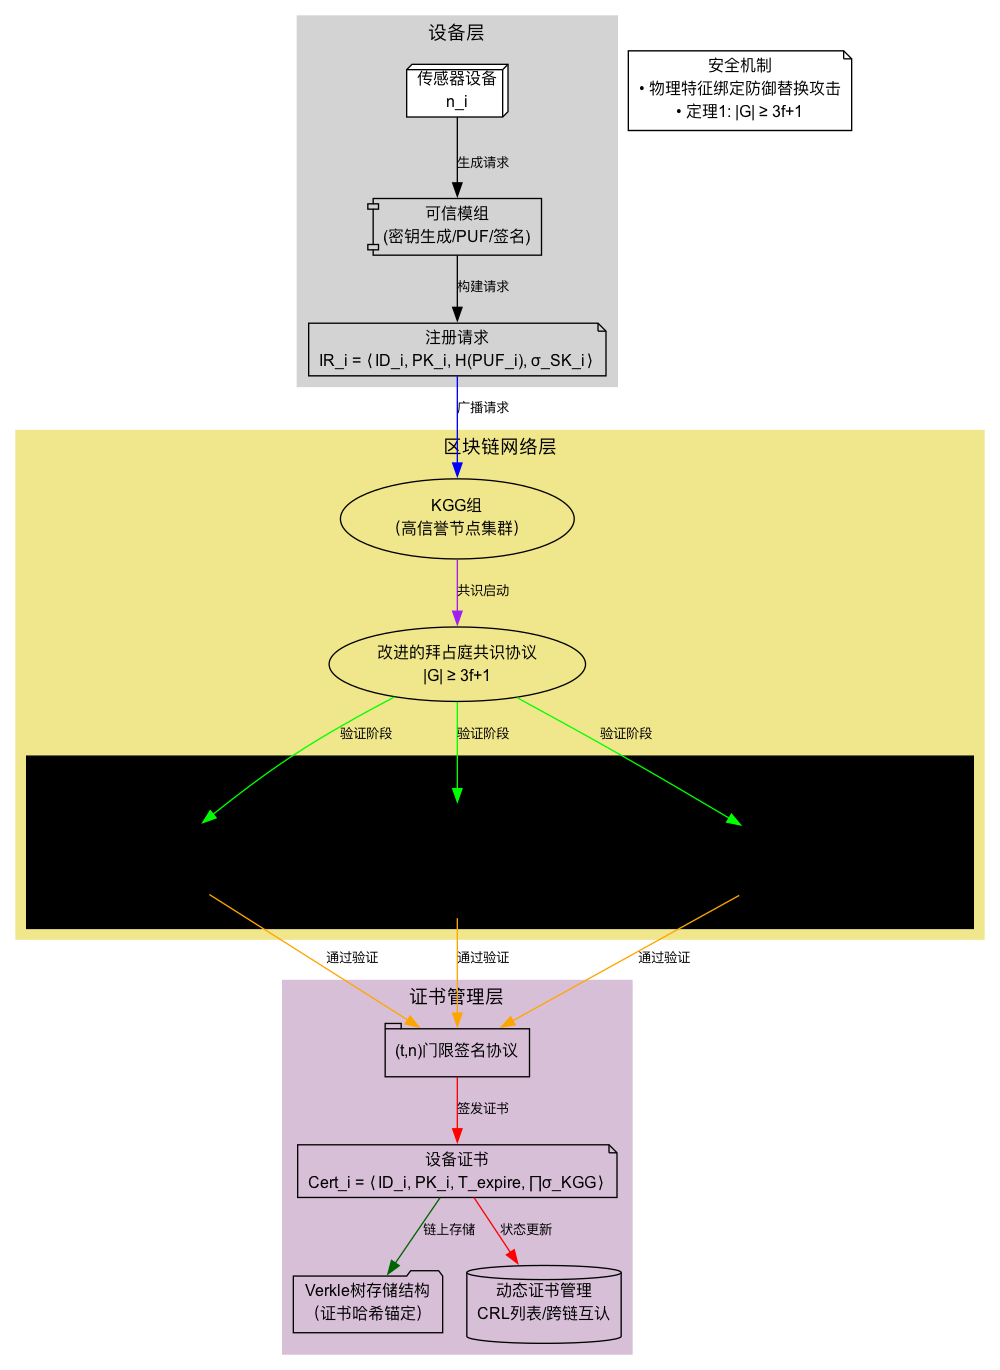 设备层
传感器设备
n_i
安全机制
• 物理特征绑定防御替换攻击
• 定理1: |G| ≥ 3f+1
生成请求
可信模组
(密钥生成/PUF/签名)
构建请求
注册请求
IR_i = ⟨ID_i, PK_i, H(PUF_i), σ_SK_i⟩
广播请求
区块链网络层
KGG组
(高信誉节点集群)
共识启动
改进的拜占庭共识协议
|G| ≥ 3f+1
验证阶段
验证阶段
验证阶段
通过验证
通过验证
通过验证
证书管理层
(t,n)门限签名协议
签发证书
设备证书
Cert_i = ⟨ID_i, PK_i, T_expire, ∏σ_KGG⟩
链上存储
状态更新
Verkle树存储结构
(证书哈希锚定)
动态证书管理
CRL列表/跨链互认